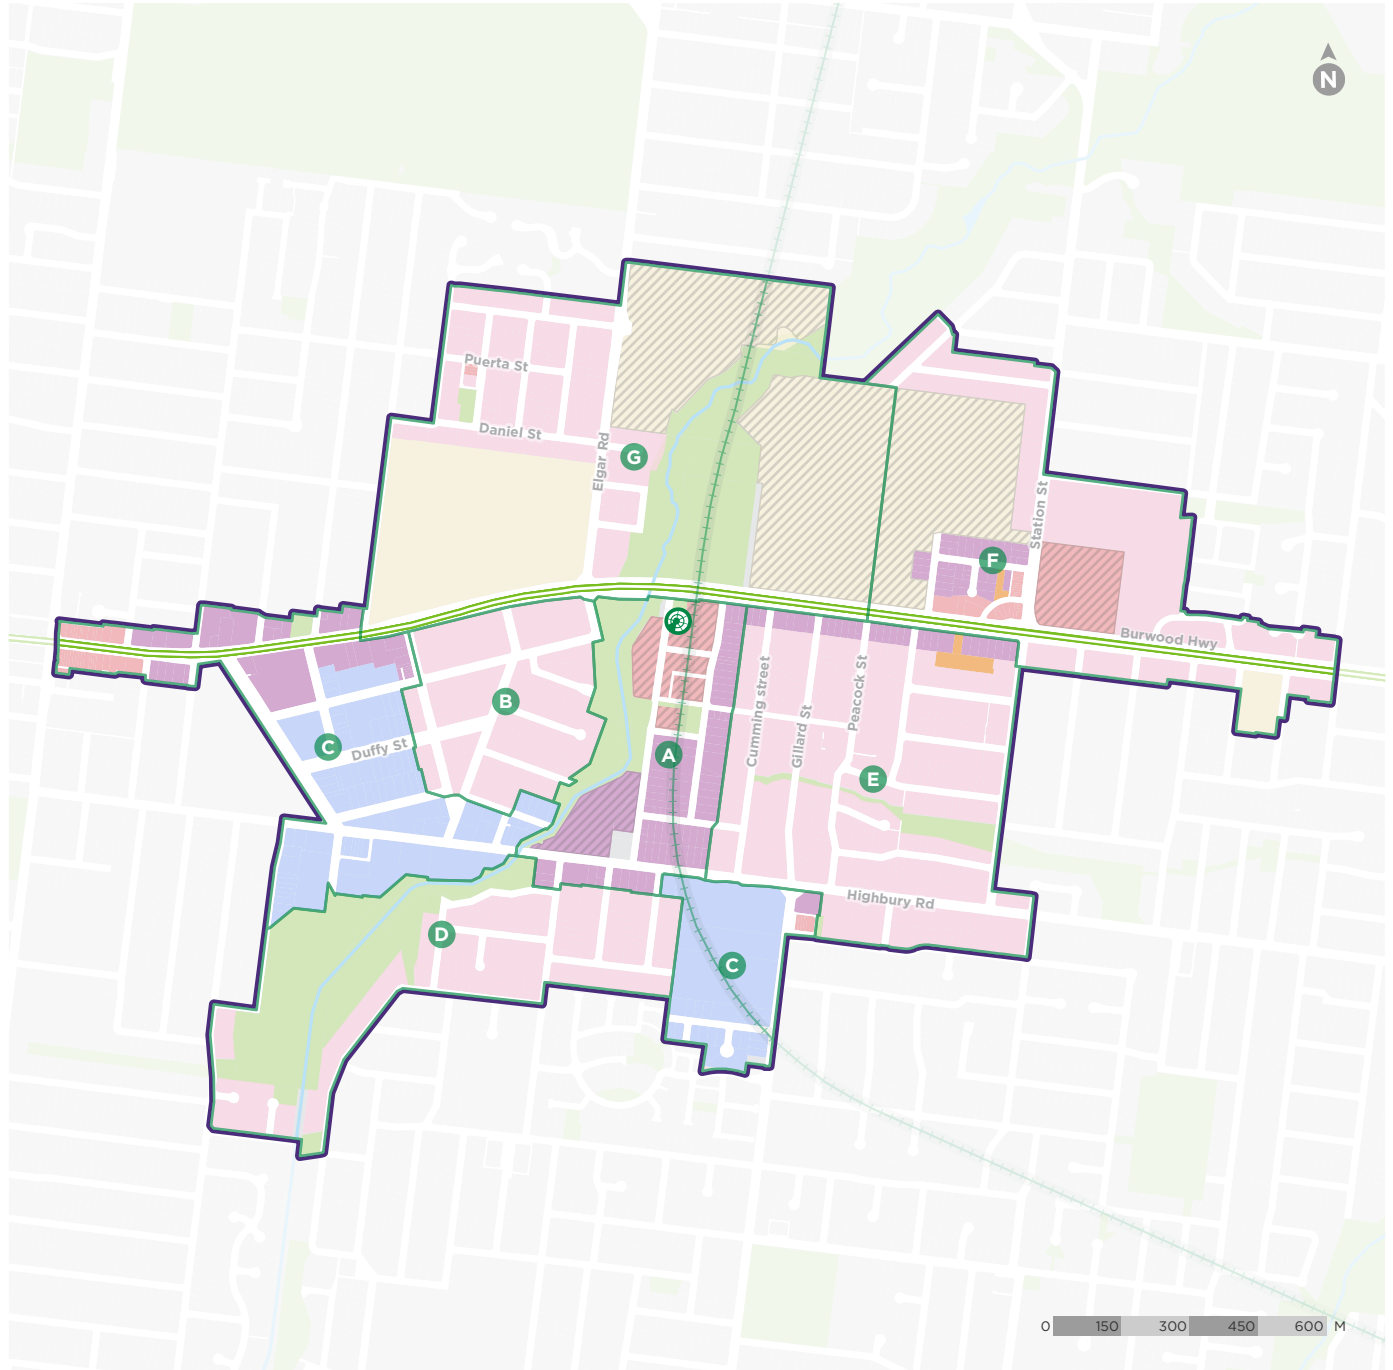 N
Puerta St
Daniel St
Elgar Rd
G
Station St
F
Burwood Hwy
B
C
Duffy St
A
Cumming street
Gillard St
Peacock St
E
Highbury Rd
D
C
0 150 300 450 600 M